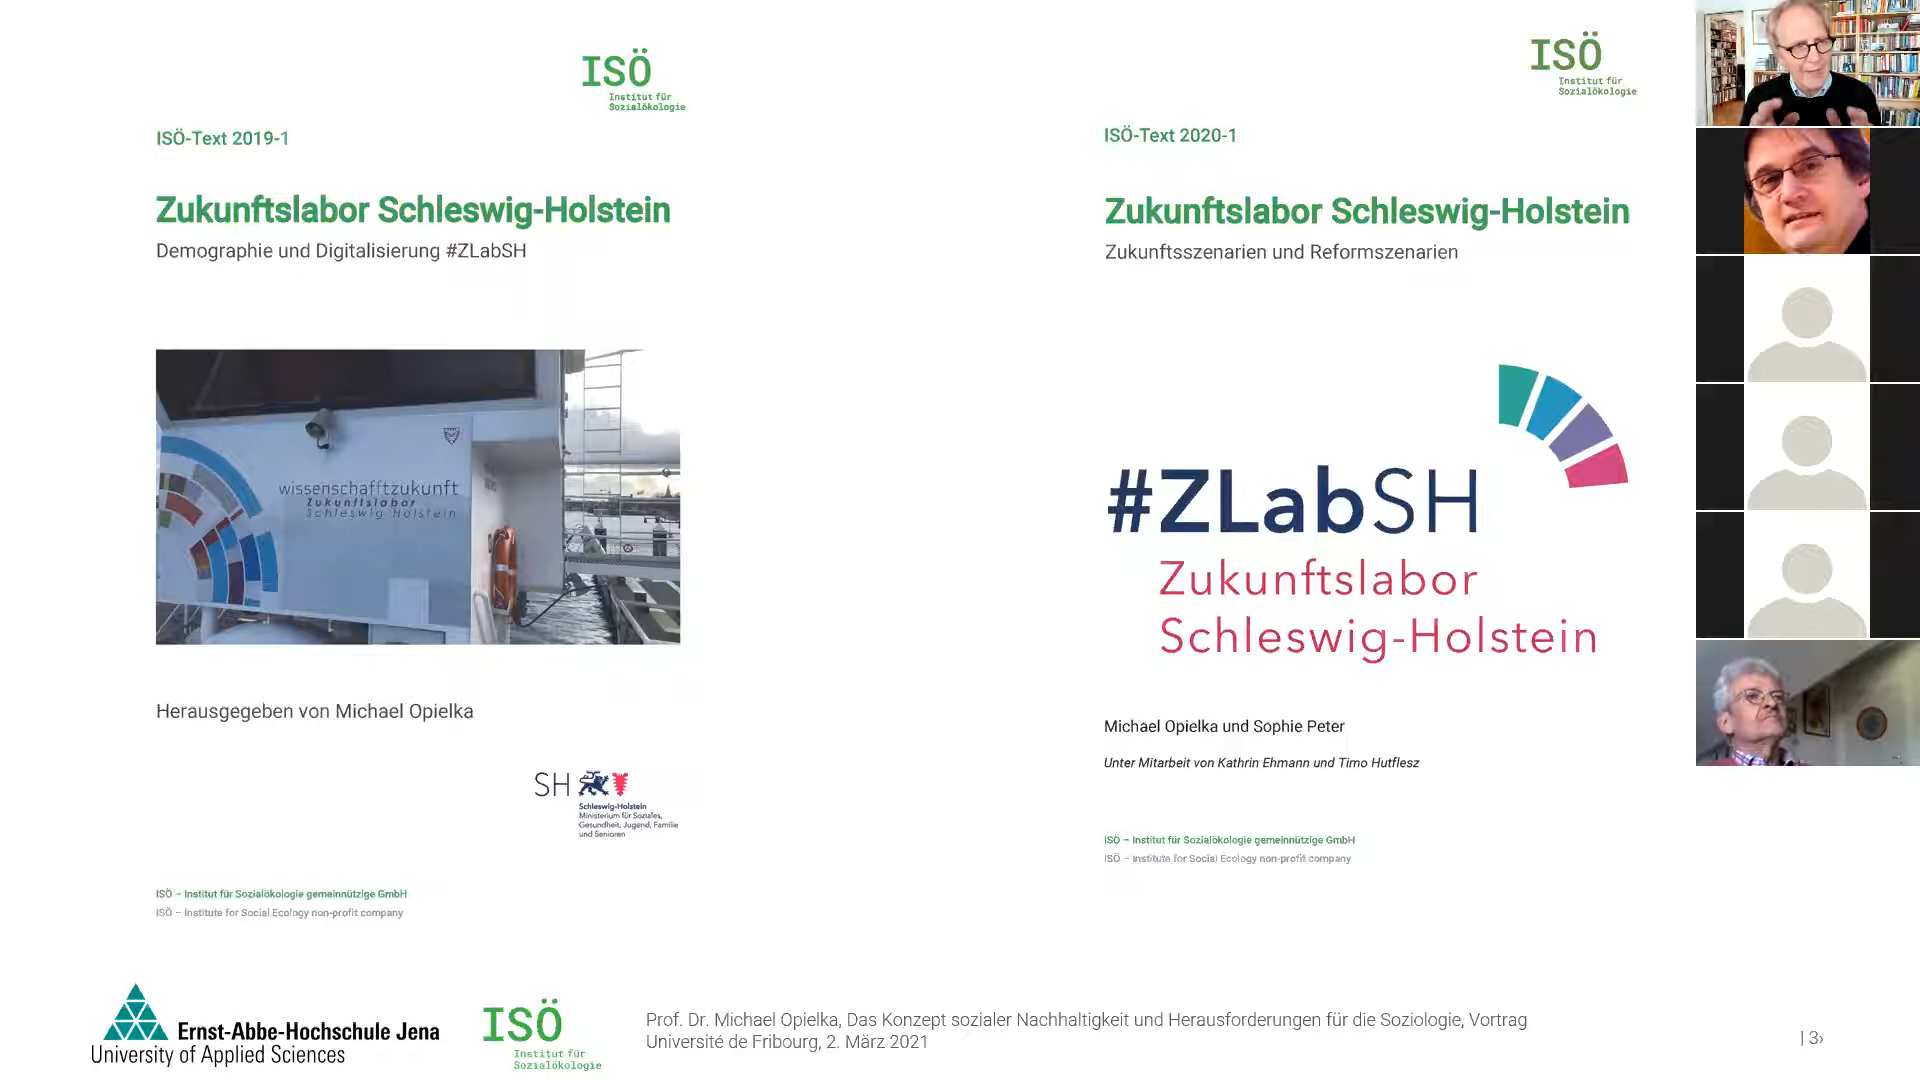 ISÖ
Institut für
Sozialökologie
ISÖ-Text 2019-1
Zukunftslabor Schleswig-Holstein
Demographie und Digitalisierung #ZLabSH
wissenschafftzukunft
Zukunftslabor
Schleswig-Holstein
Herausgegeben von Michael Opielka
SH
Schleswig-Holstein
Ministerium für Soziales,
Gesundheit, Jugend, Familie
und Senioren
ISÖ – Institut für Sozialökologie gemeinnützige GmbH
ISÖ – Institute for Social Ecology non-profit company
ISÖ
Institut für
Sozialökologie
ISÖ-Text 2020-1
Zukunftslabor Schleswig-Holstein
Zukunftsszenarien und Reformszenarien
#ZLabSH
Zukunftslabor
Schleswig-Holstein
Michael Opielka und Sophie Peter
Unter Mitarbeit von Kathrin Ehmann und Timo Hutflesz
ISÖ – Institut für Sozialökologie gemeinnützige GmbH
ISÖ – Institute for Social Ecology non-profit company
Ernst-Abbe-Hochschule Jena
University of Applied Sciences
ISÖ
Institut für
Sozialökologie
Prof. Dr. Michael Opielka, Das Konzept sozialer Nachhaltigkeit und Herausforderungen für die Soziologie, Vortrag
Université de Fribourg, 2. März 2021
| 3›